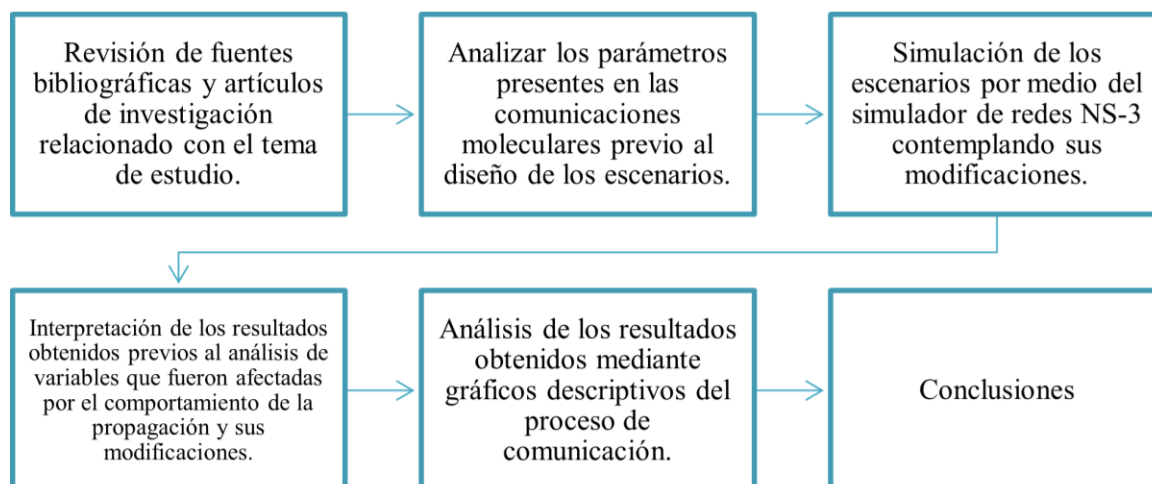 Revisión de fuentes
bibliográficas y artículos
de investigación
relacionado con el tema
de estudio.
Analizar los parámetros
presentes en las
comunicaciones
moleculares previo al
diseño de los escenarios.
Simulación de los
escenarios por medio del
simulador de redes NS-3
contemplando sus
modificaciones.
Interpretación de los resultados
obtenidos previos al análisis de
variables que fueron afectadas
por el comportamiento de la
propagación y sus
modificaciones.
Análisis de los resultados
obtenidos mediante
gráficos descriptivos del
proceso de
comunicación.
Conclusiones